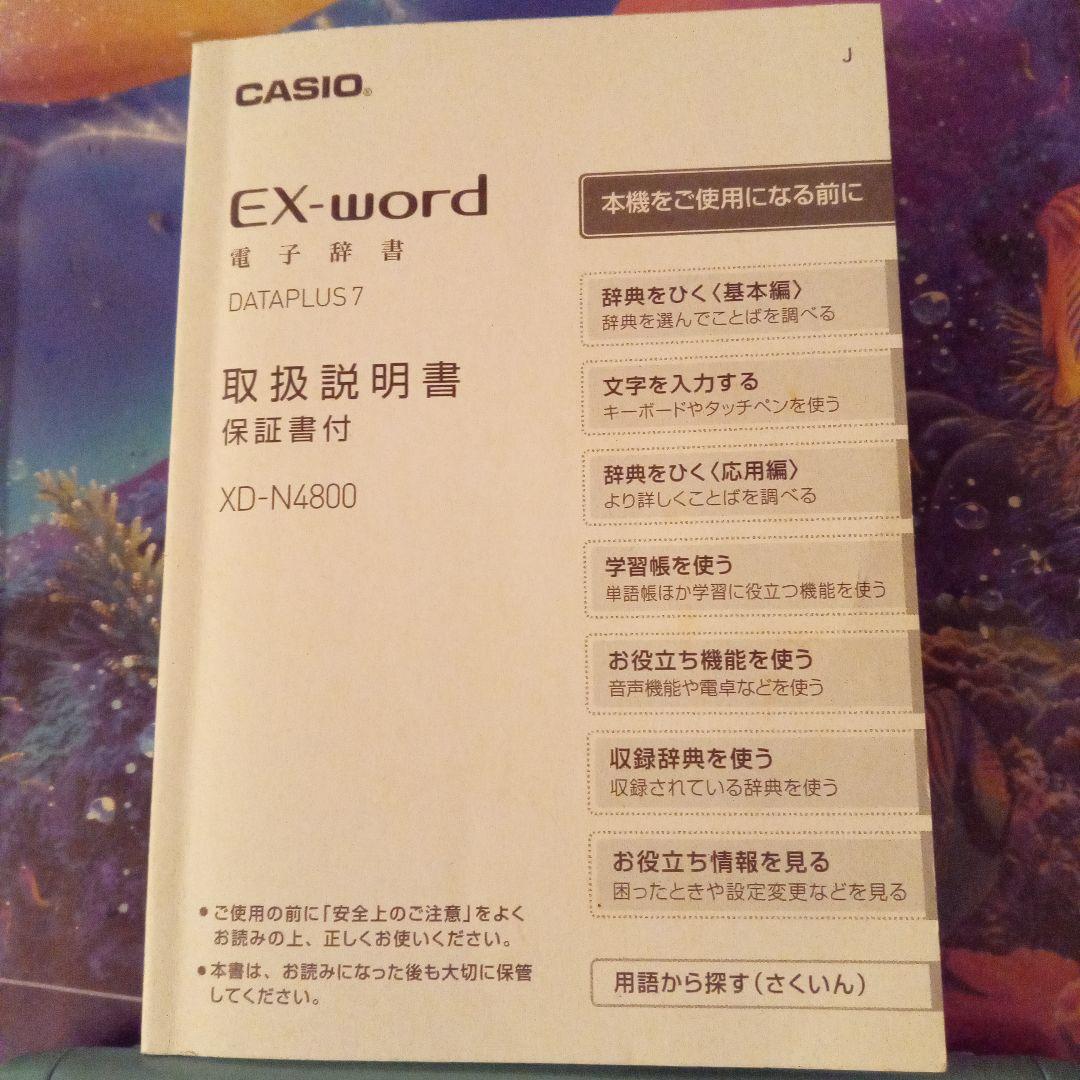 J
CASIO®
EX-word
電子辞書
DATAPLUS 7
取扱説明書
保証書付
XD-N4800
本機をご使用になる前に
辞典をひく〈基本編〉
辞典を選んでことばを調べる
文字を入力する
キーボードやタッチペンを使う
辞典をひく〈応用編〉
より詳しくことばを調べる
学習帳を使う
単語帳ほか学習に役立つ機能を使う
お役立ち機能を使う
音声機能や電卓などを使う
収録辞典を使う
収録されている辞典を使う
お役立ち情報を見る
困ったときや設定変更などを見る
用語から探す(さくいん)
•ご使用の前に「安全上のご注意」をよく
お読みの上、正しくお使いください。
•本書は、お読みになった後も大切に保管
してください。